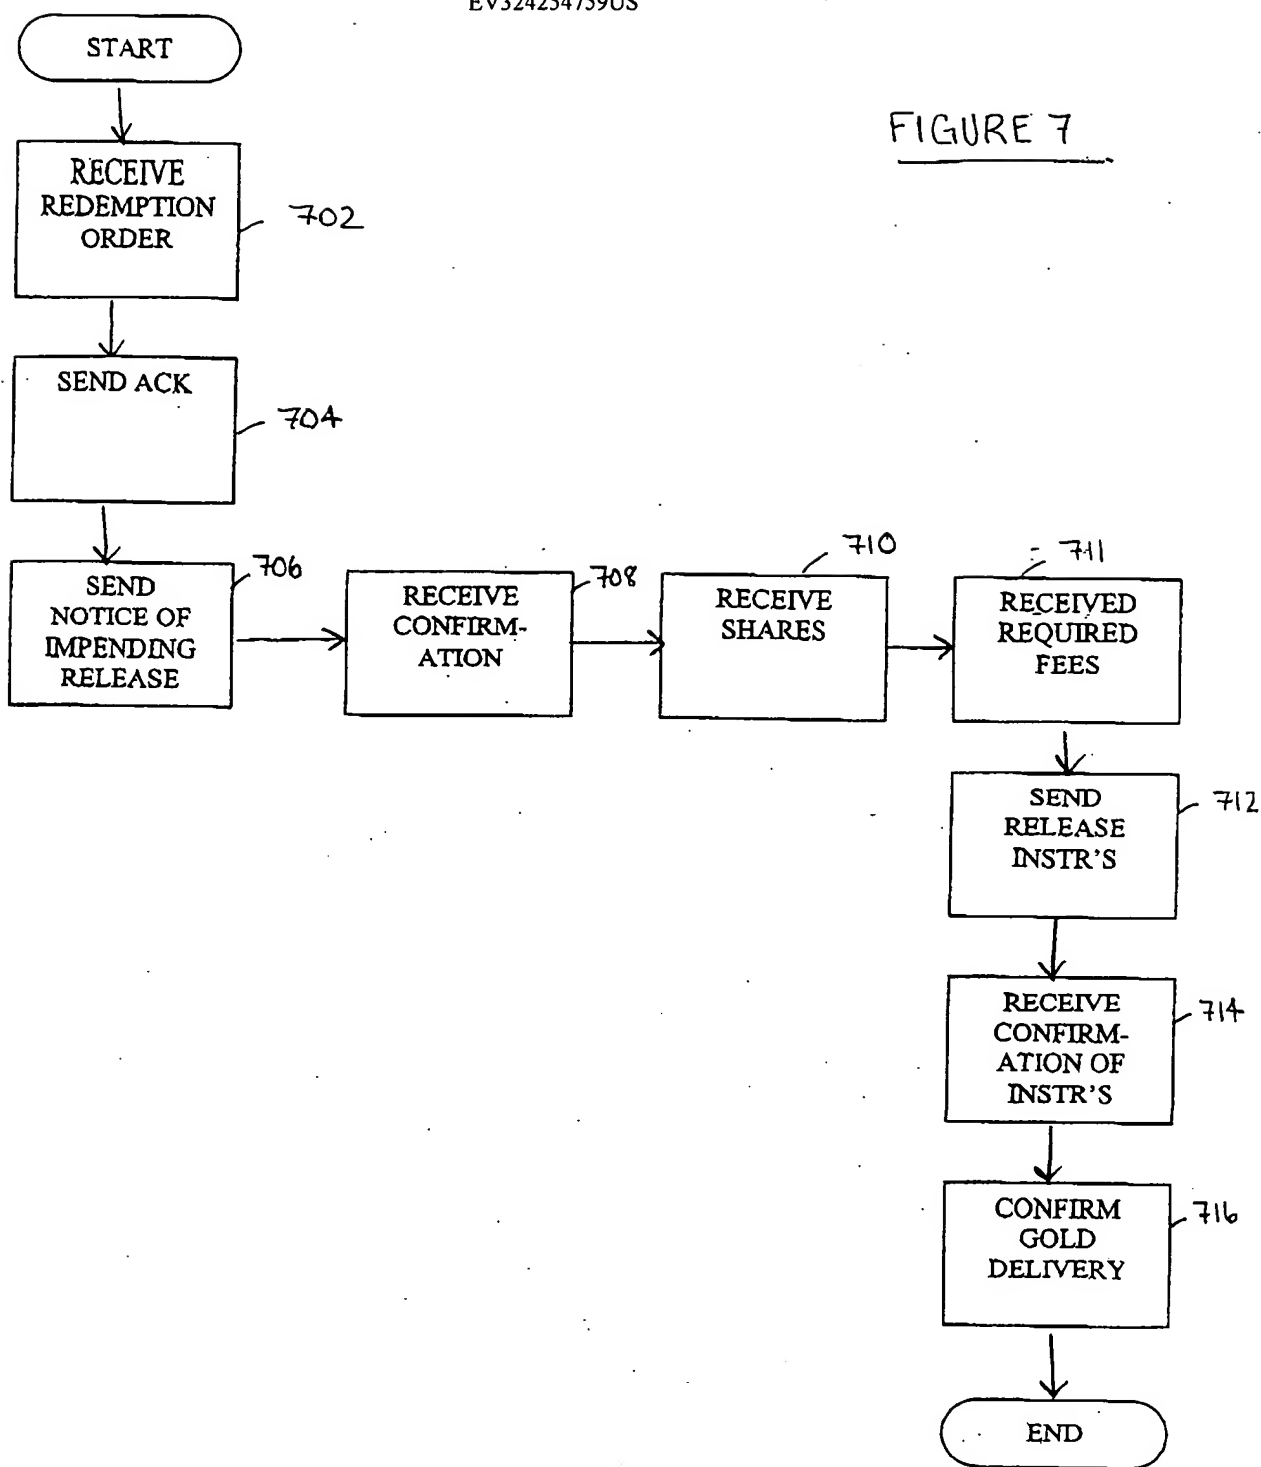 EV324254759US
START
FIGURE 7
RECEIVE
REDEMPTION
ORDER
702
SEND ACK
704
SEND
NOTICE OF
IMPENDING
RELEASE
706
RECEIVE
CONFIRM-
ATION
708
RECEIVE
SHARES
710
RECEIVED
REQUIRED
FEES
711
SEND
RELEASE
INSTR'S
712
RECEIVE
CONFIRM-
ATION OF
INSTR'S
714
CONFIRM
GOLD
DELIVERY
716
END